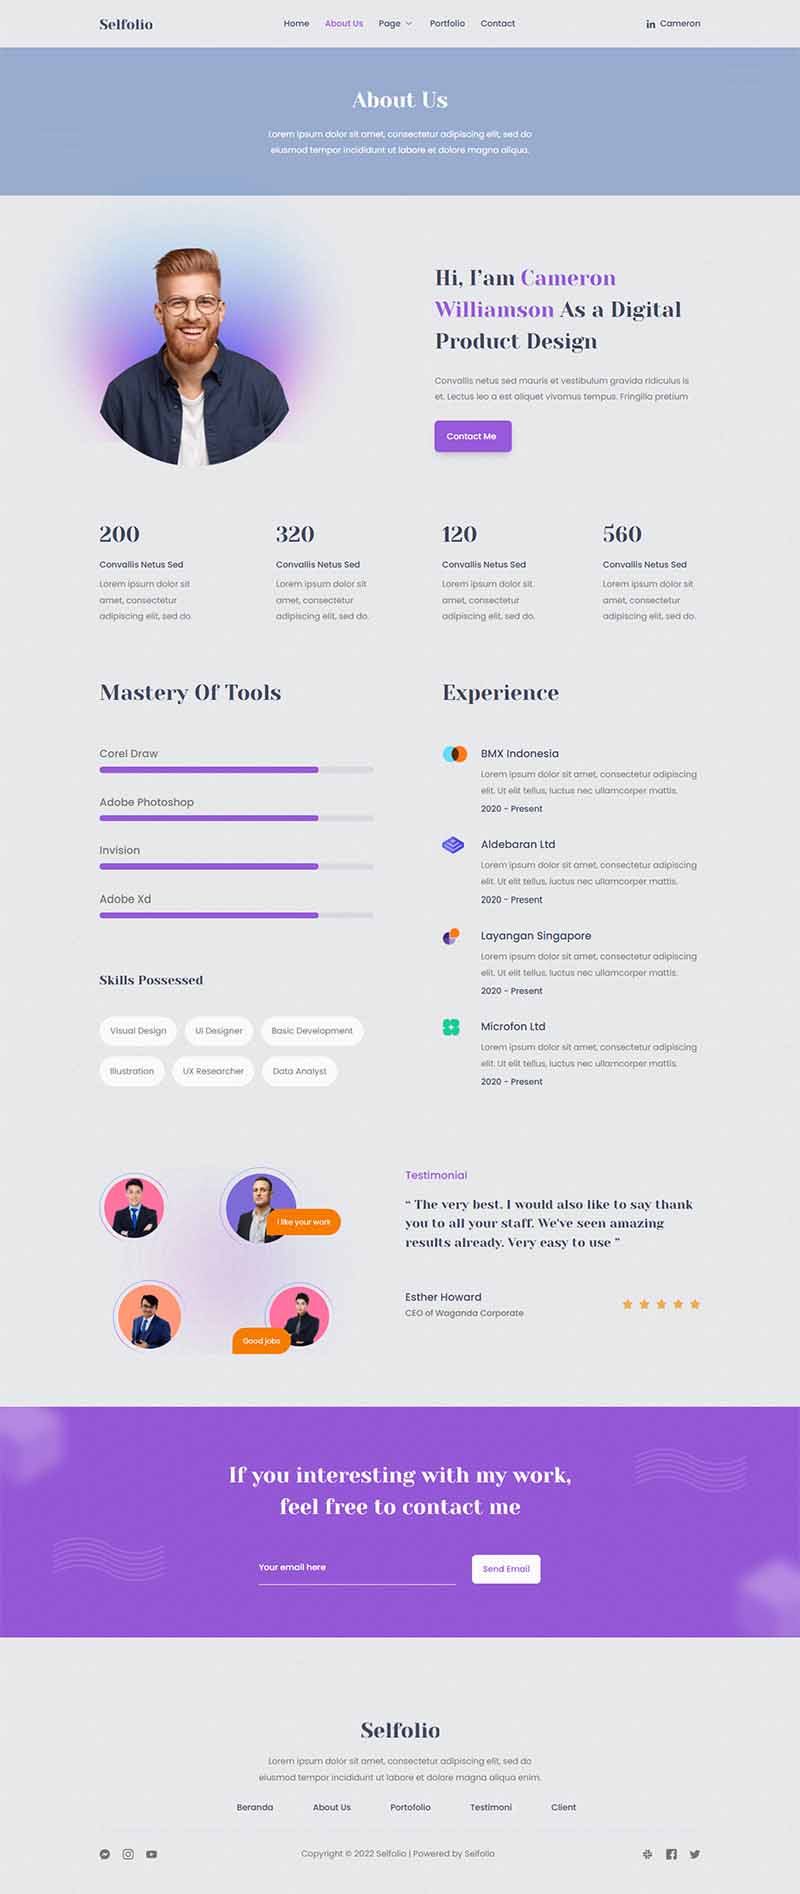 Selfolio
Home About Us Page Portfolio Contact
Cameron
About Us
Lorem ipsum dolor sit amet, consectetur adipiscing elit, sed do
eiusmod tempor incididunt ut labore et dolore magna aliqua.
Hi, I'am Cameron
Williamson As a Digital
Product Design
Convallis netus sed mauris et vestibulum gravida ridiculus is
et. Lectus leo a est aliquet vivamus tempus. Fringilla pretium
Contact Me
200
Convallis Netus Sed
Lorem ipsum dolor sit
amet, consectetur
adipiscing elit, sed do.
320
Convallis Netus Sed
Lorem ipsum dolor sit
amet, consectetur
adipiscing elit, sed do.
120
Convallis Netus Sed
Lorem ipsum dolor sit
amet, consectetur
adipiscing elit, sed do.
560
Convallis Netus Sed
Lorem ipsum dolor sit
amet, consectetur
adipiscing elit, sed do.
Mastery Of Tools
Corel Draw
Adobe Photoshop
Invision
Adobe Xd
Skills Possessed
Visual Design UI Designer Basic Development
Illustration UX Researcher Data Analyst
Experience
BMX Indonesia
Lorem ipsum dolor sit amet, consectetur adipiscing
elit. Ut elit tellus, luctus nec ullamcorper mattis.
2020 - Present
Aldebaran Ltd
Lorem ipsum dolor sit amet, consectetur adipiscing
elit. Ut elit tellus, luctus nec ullamcorper mattis.
2020 - Present
Layangan Singapore
Lorem ipsum dolor sit amet, consectetur adipiscing
elit. Ut elit tellus, luctus nec ullamcorper mattis.
2020 - Present
Microfon Ltd
Lorem ipsum dolor sit amet, consectetur adipiscing
elit. Ut elit tellus, luctus nec ullamcorper mattis.
2020 - Present
I like your work
Good jobs
Testimonial
“ The very best. I would also like to say thank
you to all your staff. We've seen amazing
results already. Very easy to use ”
Esther Howard
CEO of Waganda Corporate
If you interesting with my work,
feel free to contact me
Your email here
Send Email
Selfolio
Lorem ipsum dolor sit amet, consectetur adipiscing elit, sed do
eiusmod tempor incididunt ut labore et dolore magna aliqua enim.
Beranda About Us Portofolio Testimoni Client
Copyright © 2022 Selfolio | Powered by Selfolio